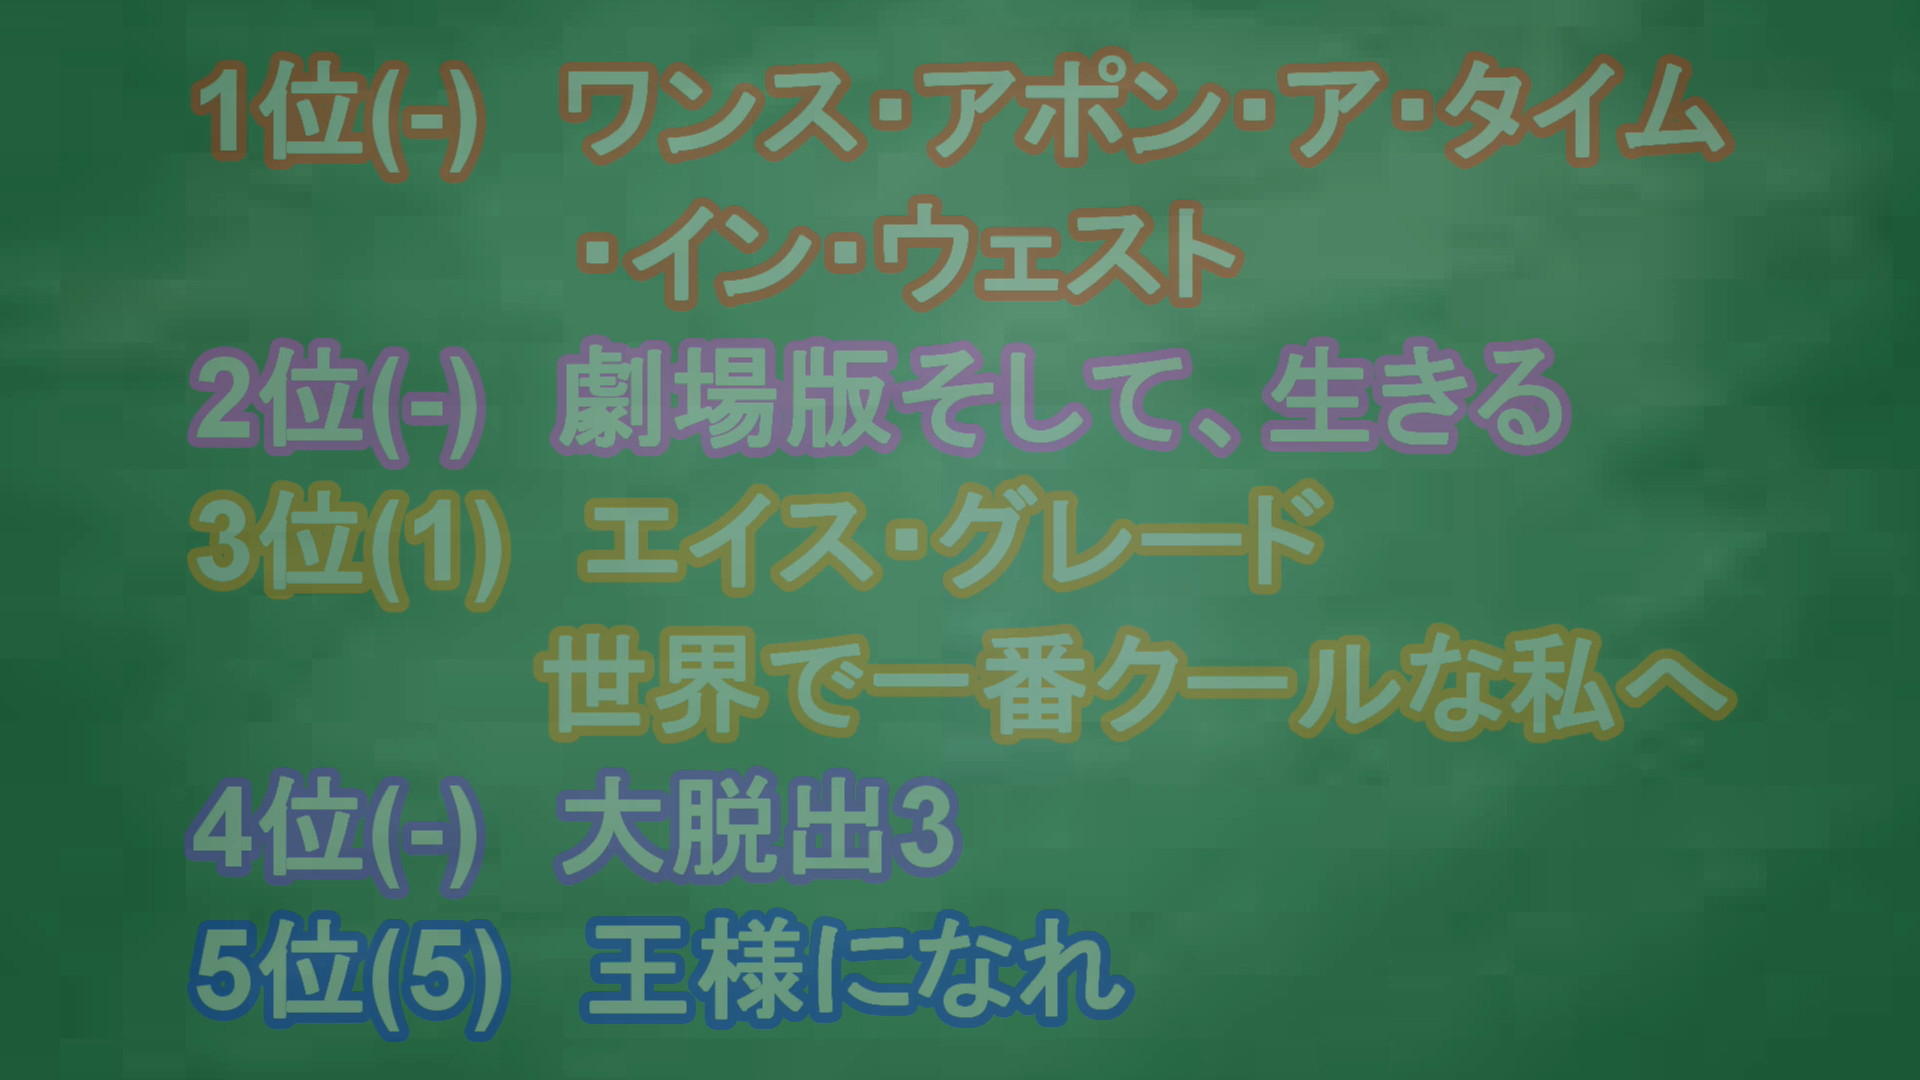 1位(-) ワンス・アポン・ア・タイム
・イン・ウェスト
2位(-) 劇場版そして、生きる
3位(1) エイス・グレード
世界で一番クールな私へ
4位(-) 大脱出3
5位(5) 王様になれ